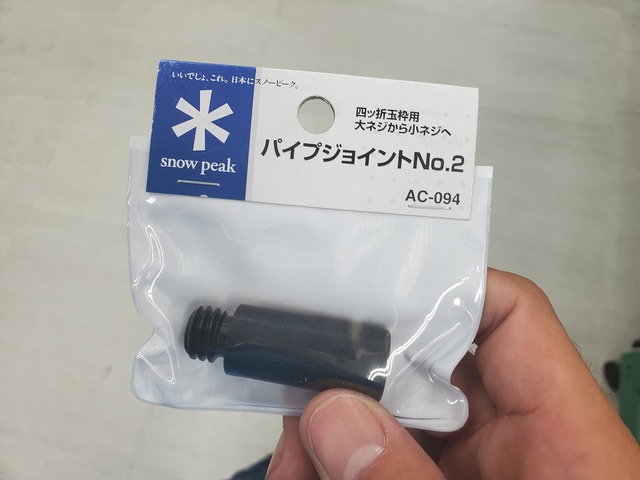 いいでしょ、これ。日本にスノーピーク。
snow peak
四ッ折玉枠用
大ネジから小ネジへ
パイプジョイントNo.2
AC-094